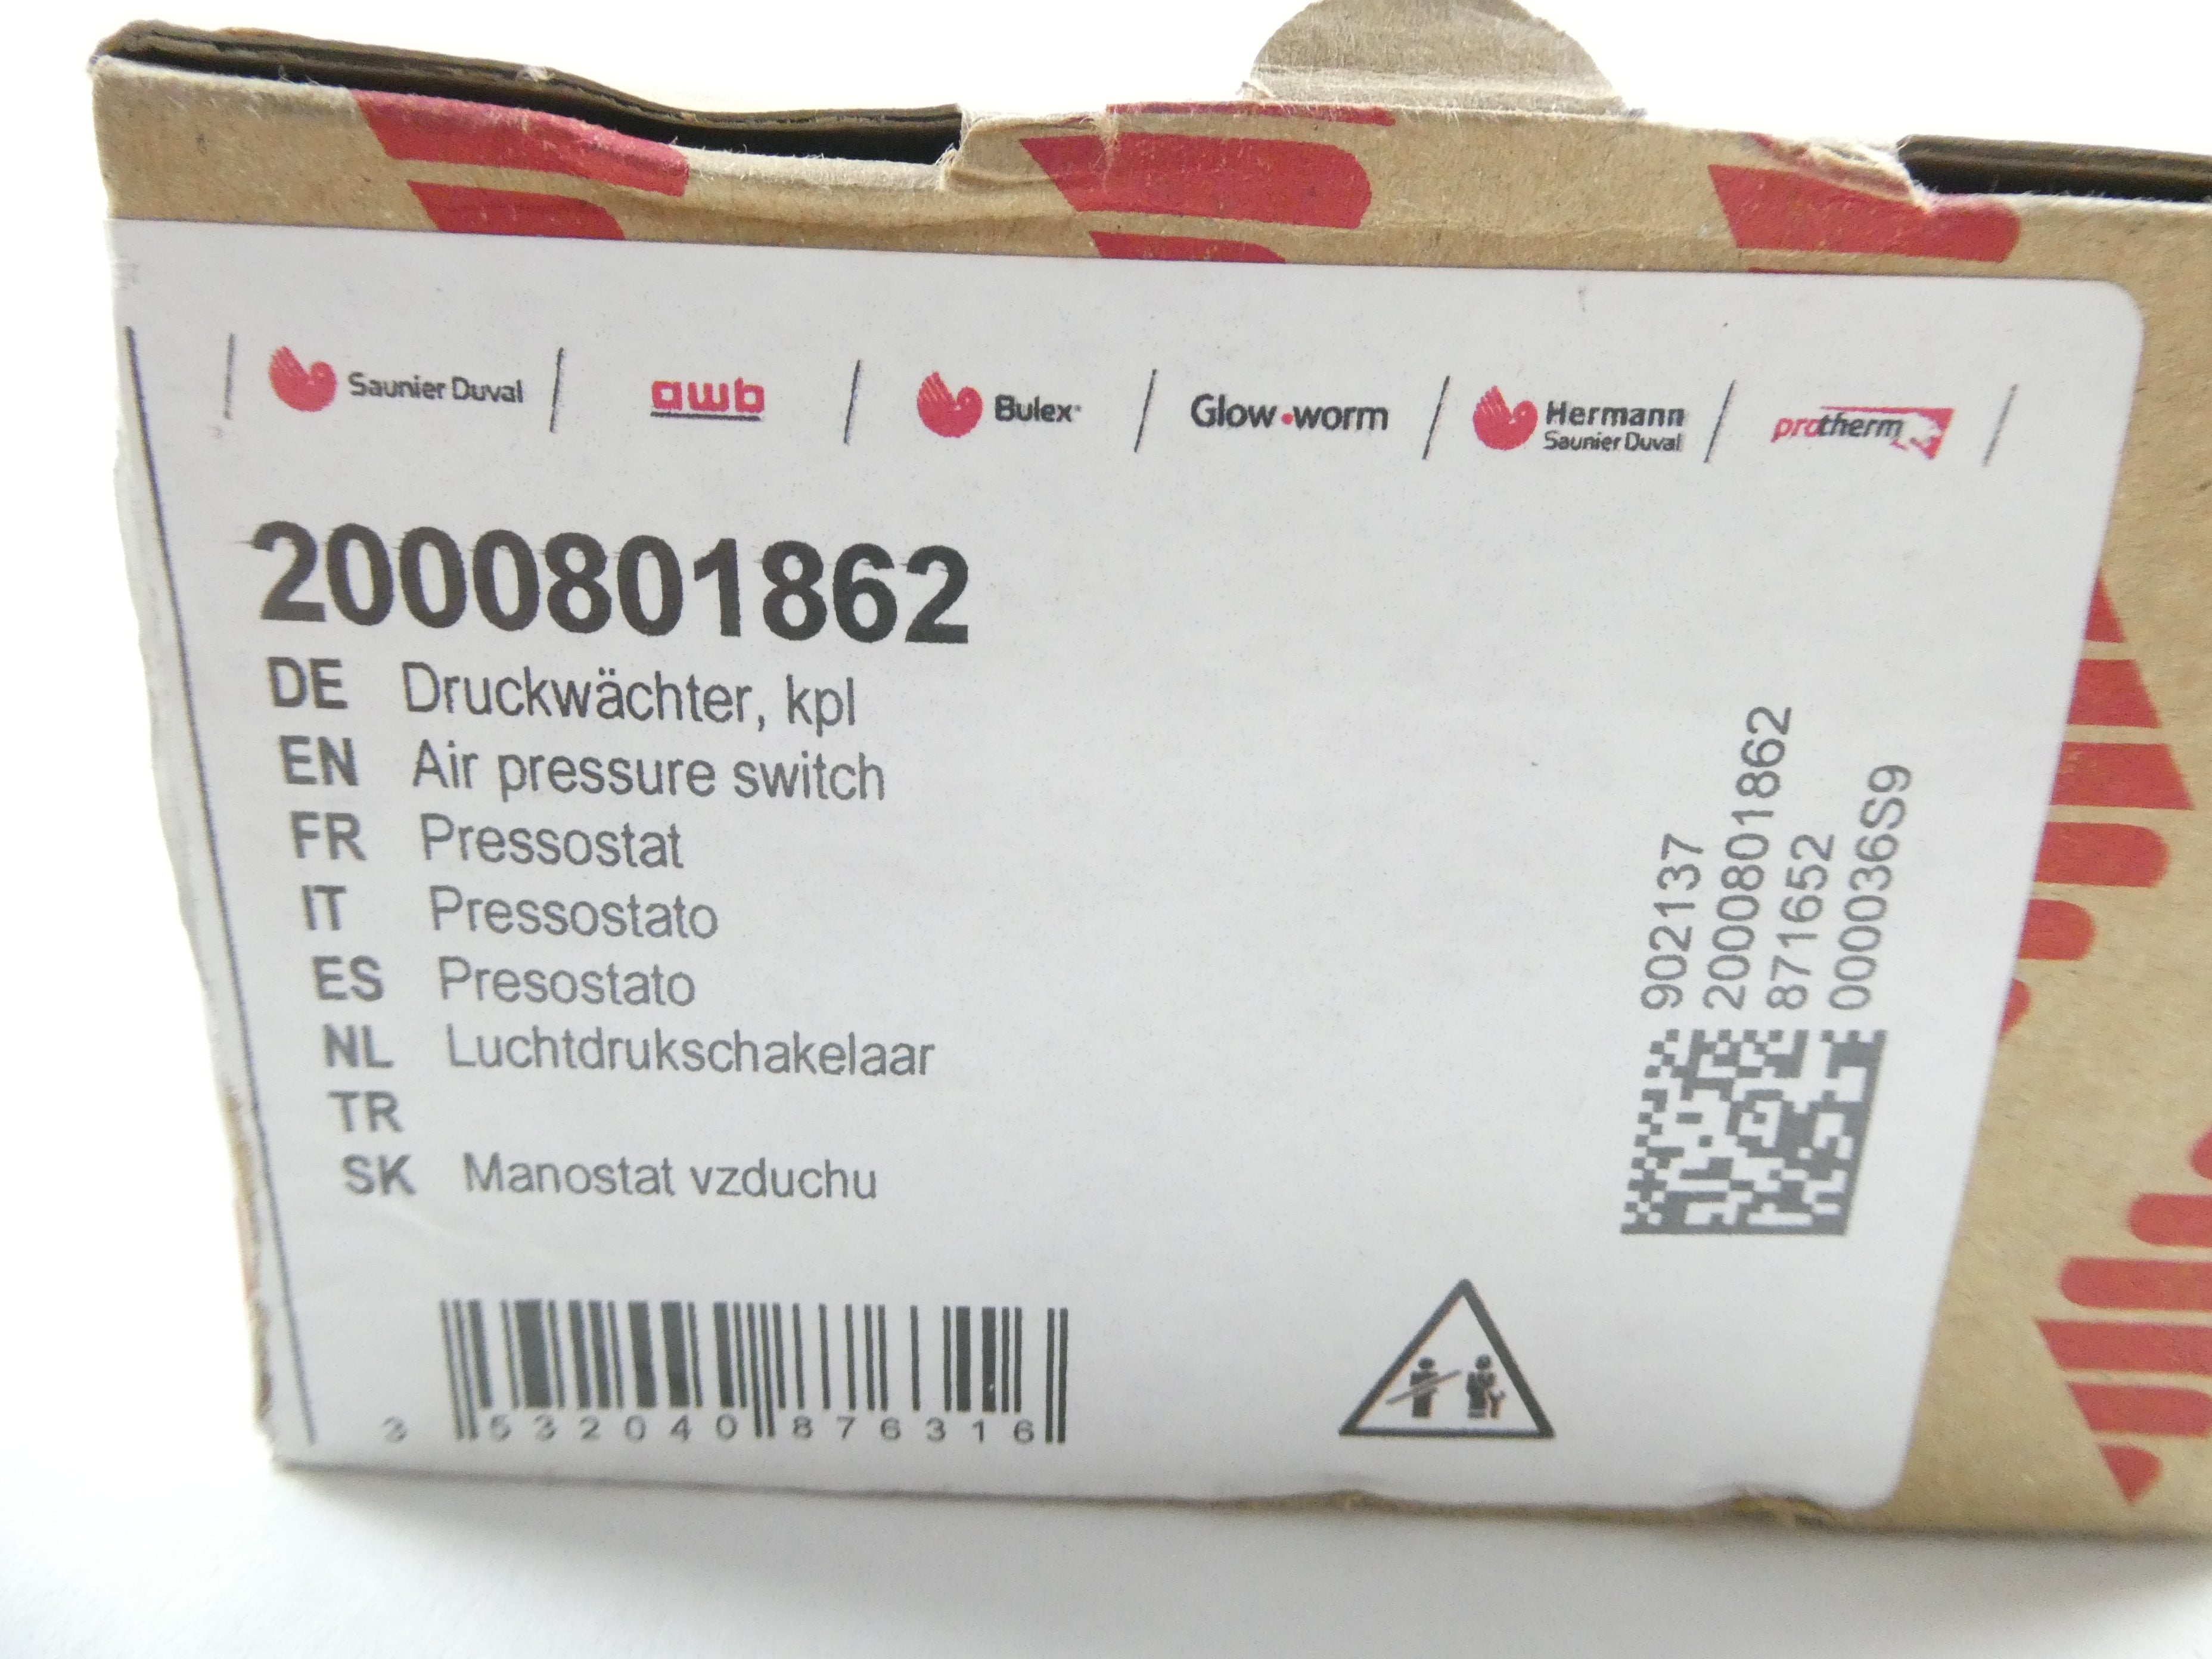 Saunier Duval
awb
Bulex
Glow-worm
Hermann
Saunier Duval
protherm
2000801862
DE Druckwächter, kpl
EN Air pressure switch
FR Pressostat
IT Pressostato
ES Presostato
NL Luchtdrukschakelaar
TR
SK Manostat vzduchu
902137
2000801862
871652
000036S9
3 532040 876316